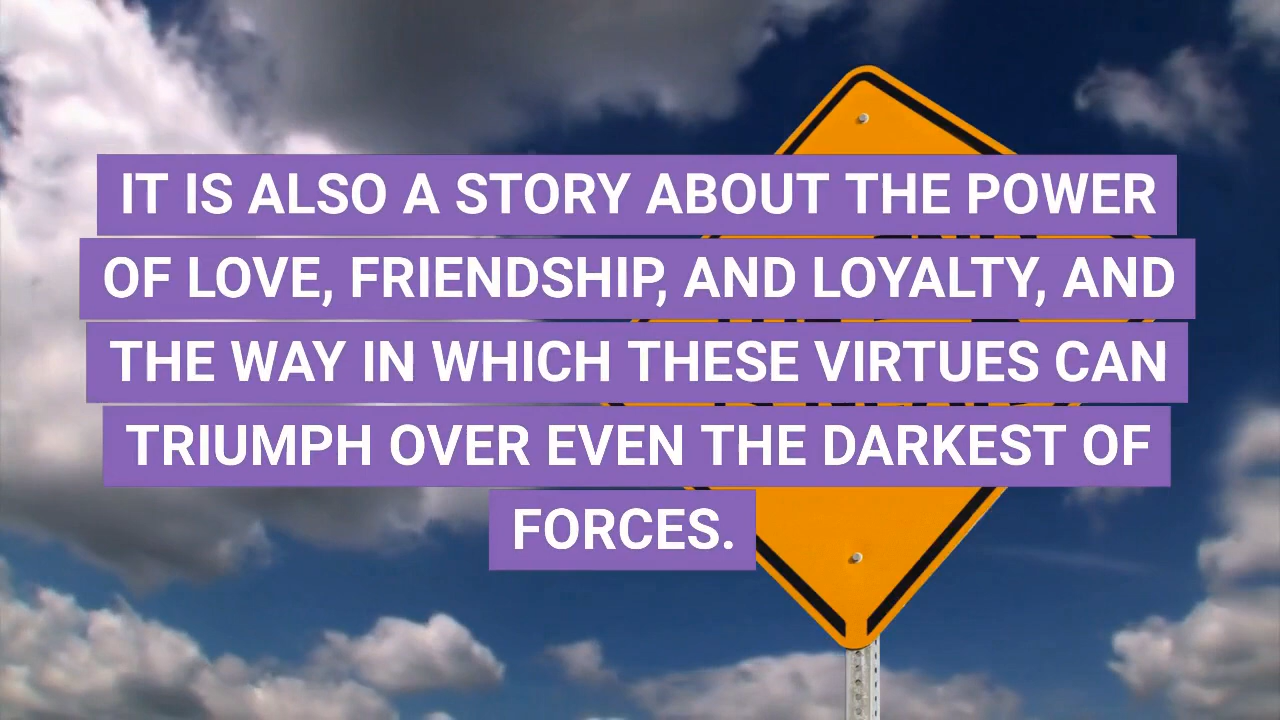 IT IS ALSO A STORY ABOUT THE POWER
OF LOVE, FRIENDSHIP, AND LOYALTY, AND
THE WAY IN WHICH THESE VIRTUES CAN
TRIUMPH OVER EVEN THE DARKEST OF
FORCES.